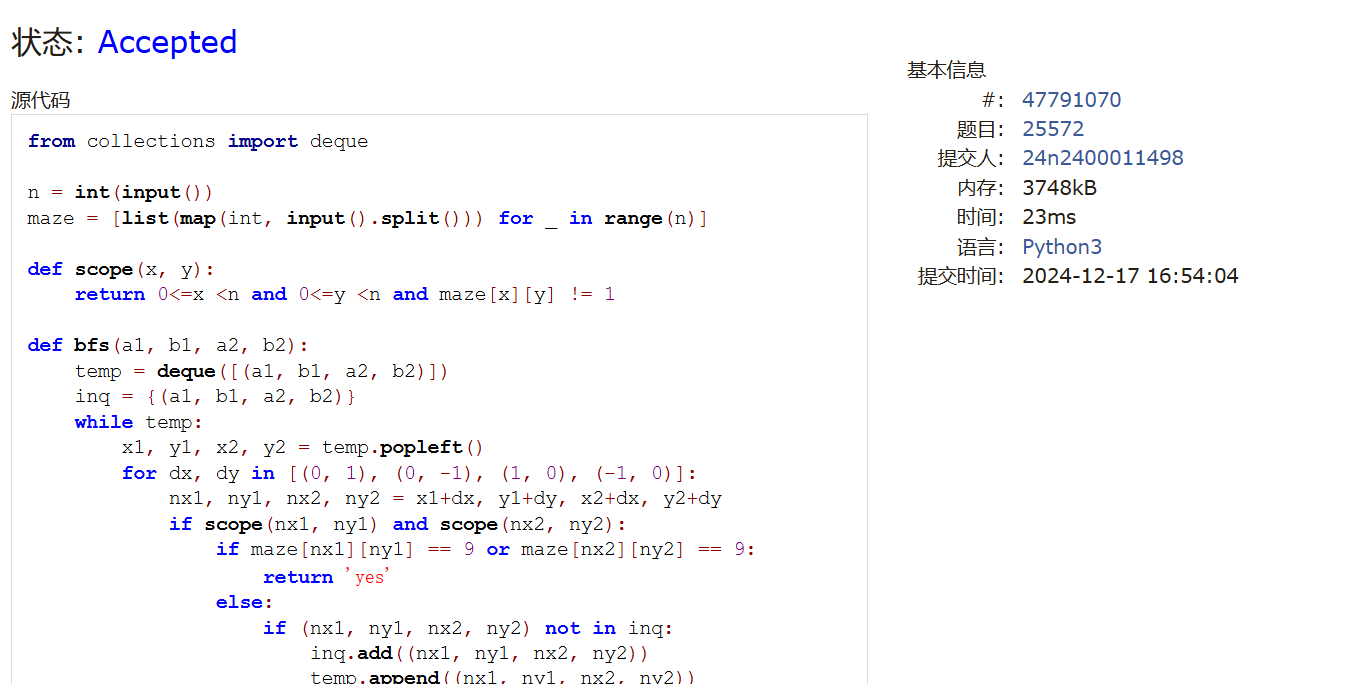 状态: Accepted
源代码
from collections import deque
n = int(input())
maze = [list(map(int, input().split())) for _ in range(n)]
def scope(x, y):
    return 0<=x <n and 0<=y <n and maze[x][y] != 1
def bfs(a1, b1, a2, b2):
    temp = deque([(a1, b1, a2, b2)])
    inq = {(a1, b1, a2, b2)}
    while temp:
        x1, y1, x2, y2 = temp.popleft()
        for dx, dy in [(0, 1), (0, -1), (1, 0), (-1, 0)]:
            nx1, ny1, nx2, ny2 = x1+dx, y1+dy, x2+dx, y2+dy
            if scope(nx1, ny1) and scope(nx2, ny2):
                if maze[nx1][ny1] == 9 or maze[nx2][ny2] == 9:
                    return 'yes'
                else:
                    if (nx1, ny1, nx2, ny2) not in inq:
                        inq.add((nx1, ny1, nx2, ny2))
                        temp.append((nx1, ny1, nx2, ny2))
基本信息
#: 47791070
题目: 25572
提交人: 24n2400011498
内存: 3748kB
时间: 23ms
语言: Python3
提交时间: 2024-12-17 16:54:04